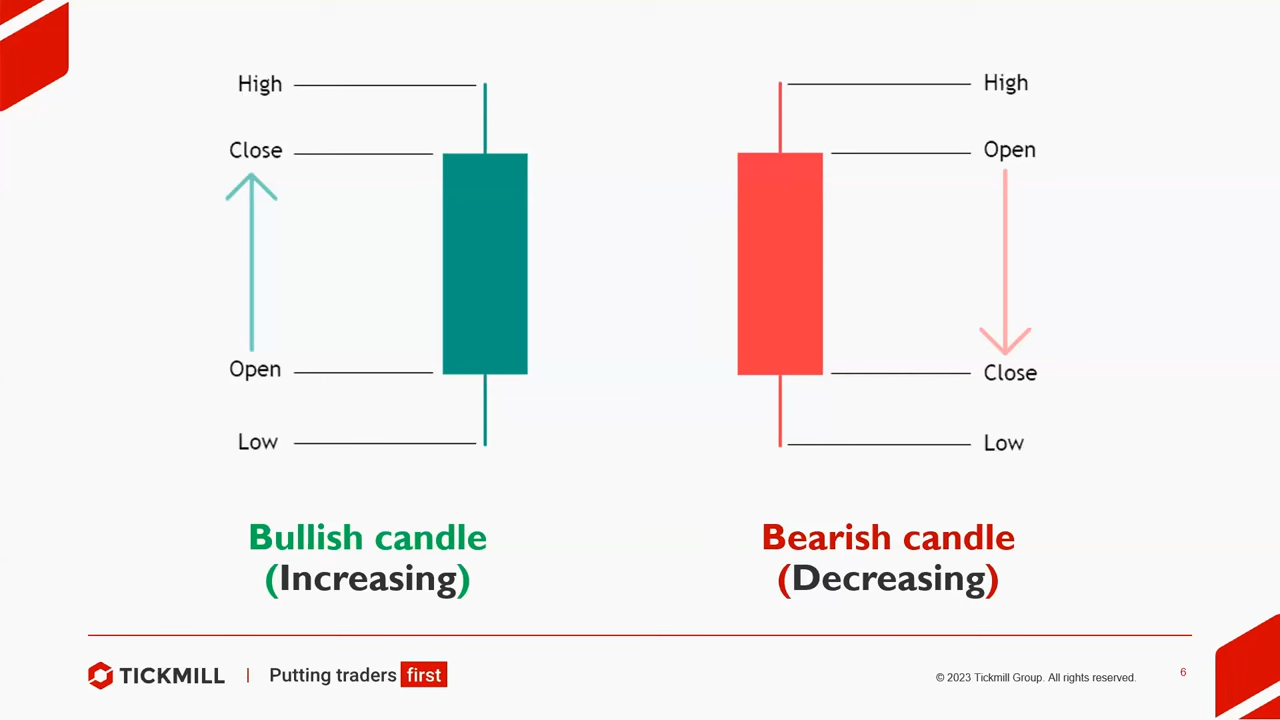 High
Close
Open
Low
High
Open
Close
Low
Bullish candle
(Increasing)
Bearish candle
(Decreasing)
TICKMILL | Putting traders first
© 2023 Tickmill Group. All rights reserved.
6